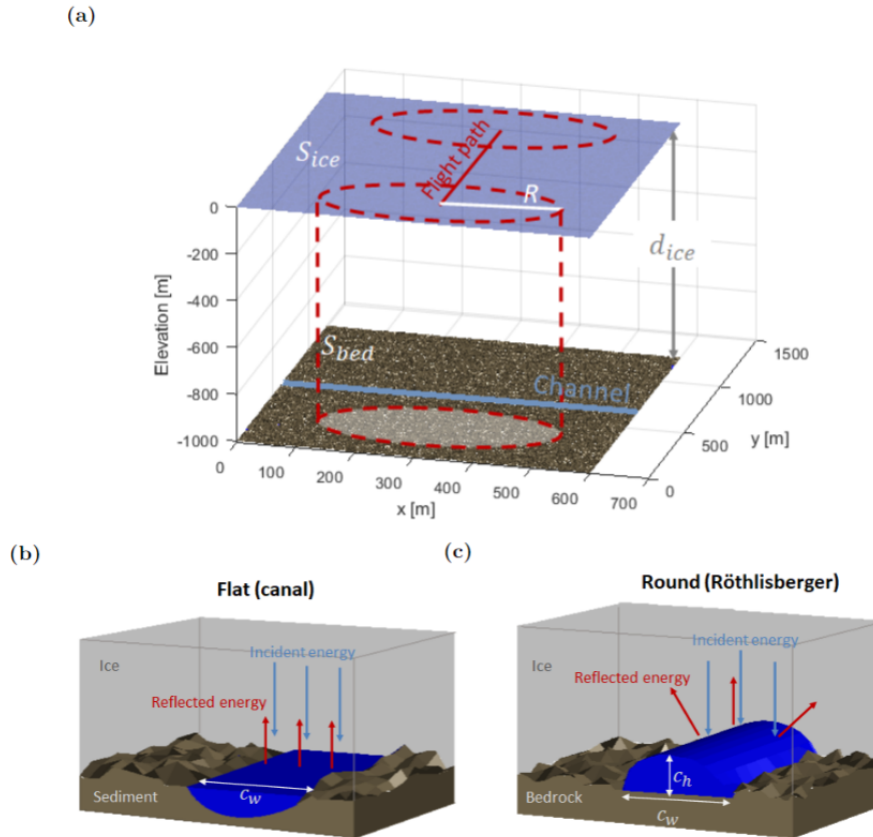 (a)
S_ice
Flight path
R
d_ice
Elevation [m]
0
-200
-400
-600
-800
-1000
S_bed
Channel
0
100
200
300
400
500
600
700
x [m]
0
500
1000
1500
y [m]
(b)
Flat (canal)
Ice
Incident energy
Reflected energy
c_w
Sediment
(c)
Round (Röthlisberger)
Ice
Incident energy
Reflected energy
c_h
c_w
Bedrock